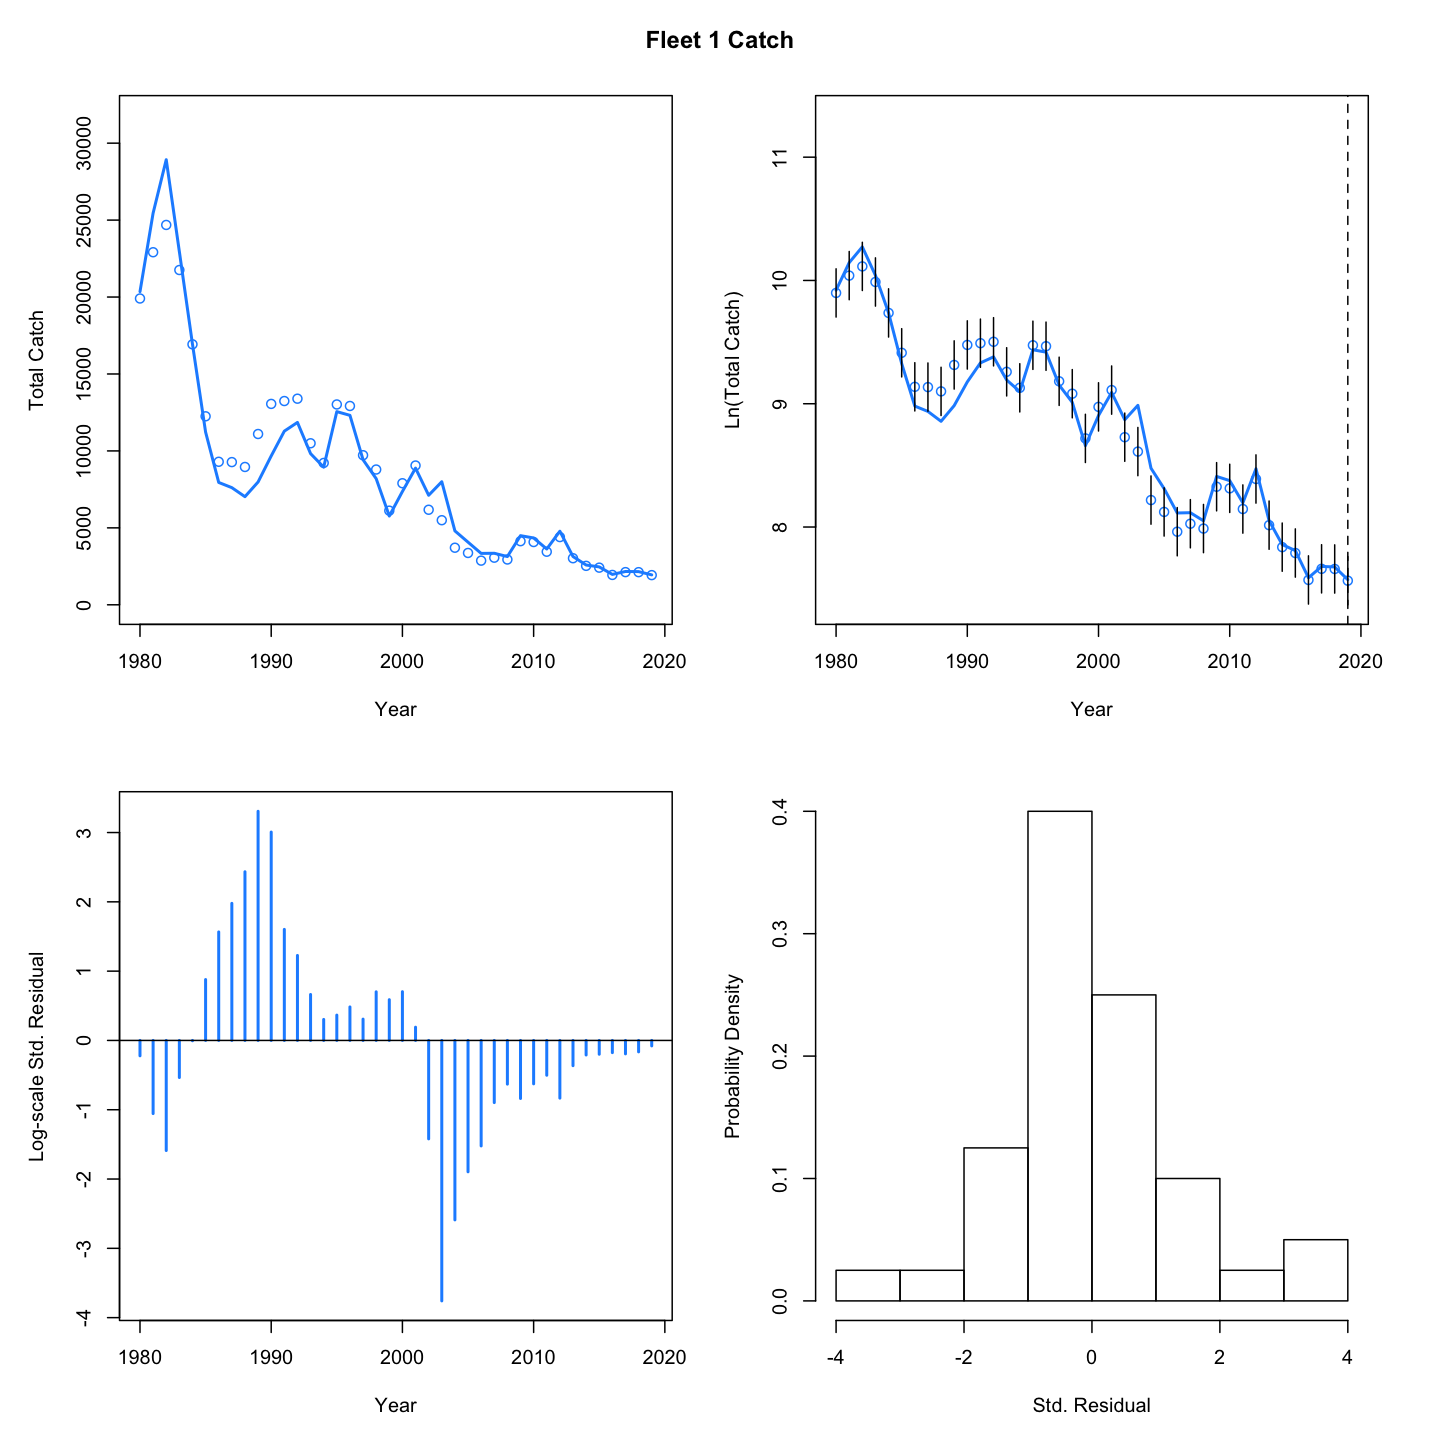 Fleet 1 Catch
Total Catch
0 5000 10000 15000 20000 25000 30000
1980 1990 2000 2010 2020
Year
Ln(Total Catch)
8 9 10 11
1980 1990 2000 2010 2020
Year
Log-scale Std. Residual
-4 -3 -2 -1 0 1 2 3
1980 1990 2000 2010 2020
Year
Probability Density
0.0 0.1 0.2 0.3 0.4
-4 -2 0 2 4
Std. Residual